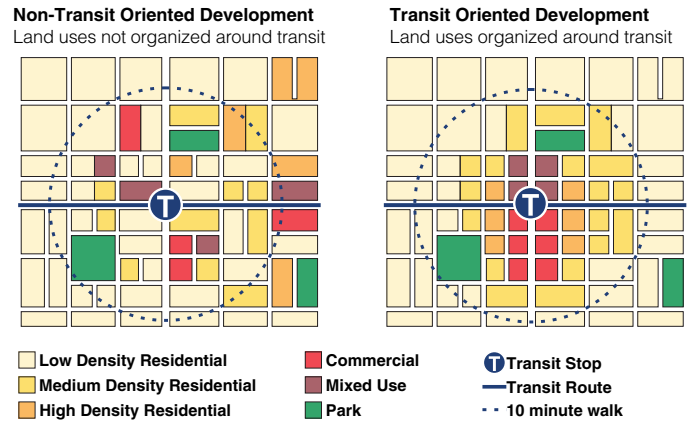 Non-Transit Oriented Development
Land uses not organized around transit
Transit Oriented Development
Land uses organized around transit
T
T
Low Density Residential
Medium Density Residential
High Density Residential
Commercial
Mixed Use
Park
T Transit Stop
Transit Route
10 minute walk